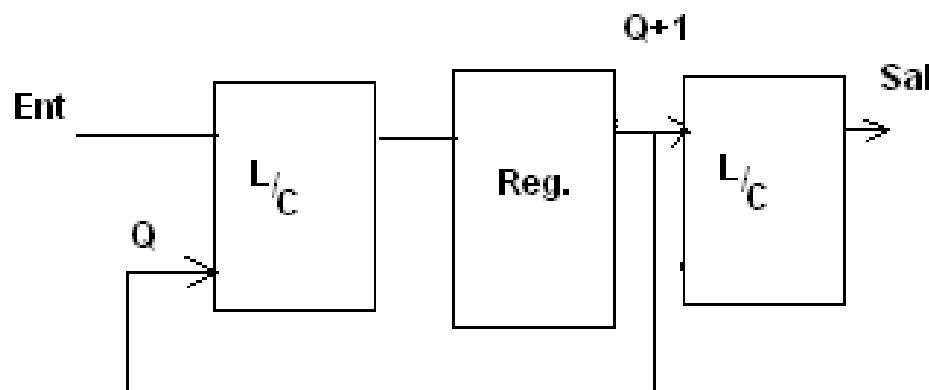 Q+1
Ent
Sal
L/C
Reg.
L/C
Q